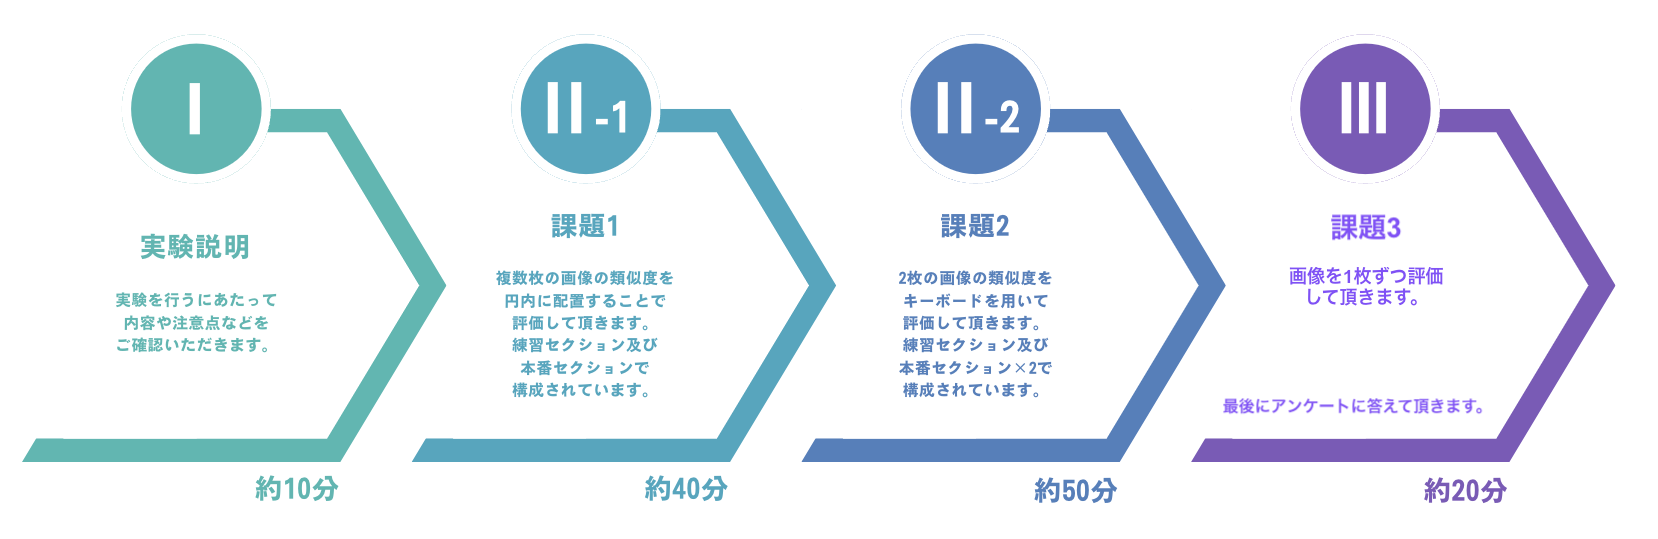 I
実験説明
実験を行うにあたって
内容や注意点などを
ご確認いただきます。
約10分
II-1
課題1
複数枚の画像の類似度を
円内に配置することで
評価して頂きます。
練習セクション及び
本番セクションで
構成されています。
約40分
II-2
課題2
2枚の画像の類似度を
キーボードを用いて
評価して頂きます。
練習セクション及び
本番セクション×2で
構成されています。
約50分
III
課題3
画像を1枚ずつ評価
して頂きます。
最後にアンケートに答えて頂きます。
約20分